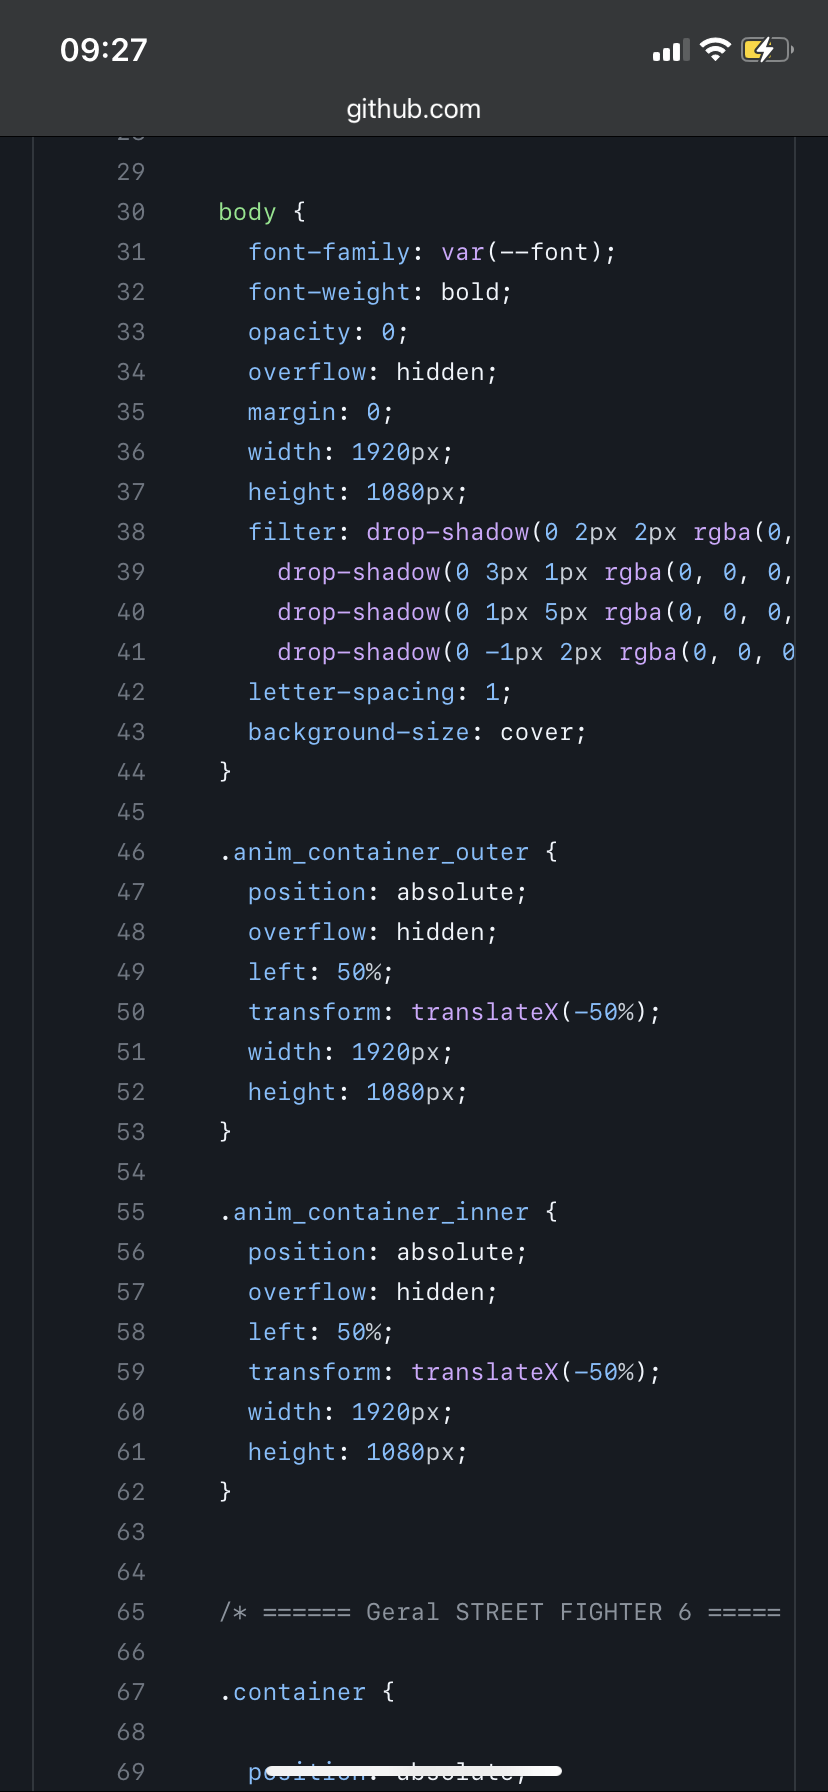 09:27
github.com
29
30 body {
31 font-family: var(--font);
32 font-weight: bold;
33 opacity: 0;
34 overflow: hidden;
35 margin: 0;
36 width: 1920px;
37 height: 1080px;
38 filter: drop-shadow(0 2px 2px rgba(0,
39 drop-shadow(0 3px 1px rgba(0, 0, 0,
40 drop-shadow(0 1px 5px rgba(0, 0, 0,
41 drop-shadow(0 -1px 2px rgba(0, 0, 0
42 letter-spacing: 1;
43 background-size: cover;
44 }
45
46 .anim_container_outer {
47 position: absolute;
48 overflow: hidden;
49 left: 50%;
50 transform: translateX(-50%);
51 width: 1920px;
52 height: 1080px;
53 }
54
55 .anim_container_inner {
56 position: absolute;
57 overflow: hidden;
58 left: 50%;
59 transform: translateX(-50%);
60 width: 1920px;
61 height: 1080px;
62 }
63
64
65 /* ====== Geral STREET FIGHTER 6 =====
66
67 .container {
68
69 position: absolute;